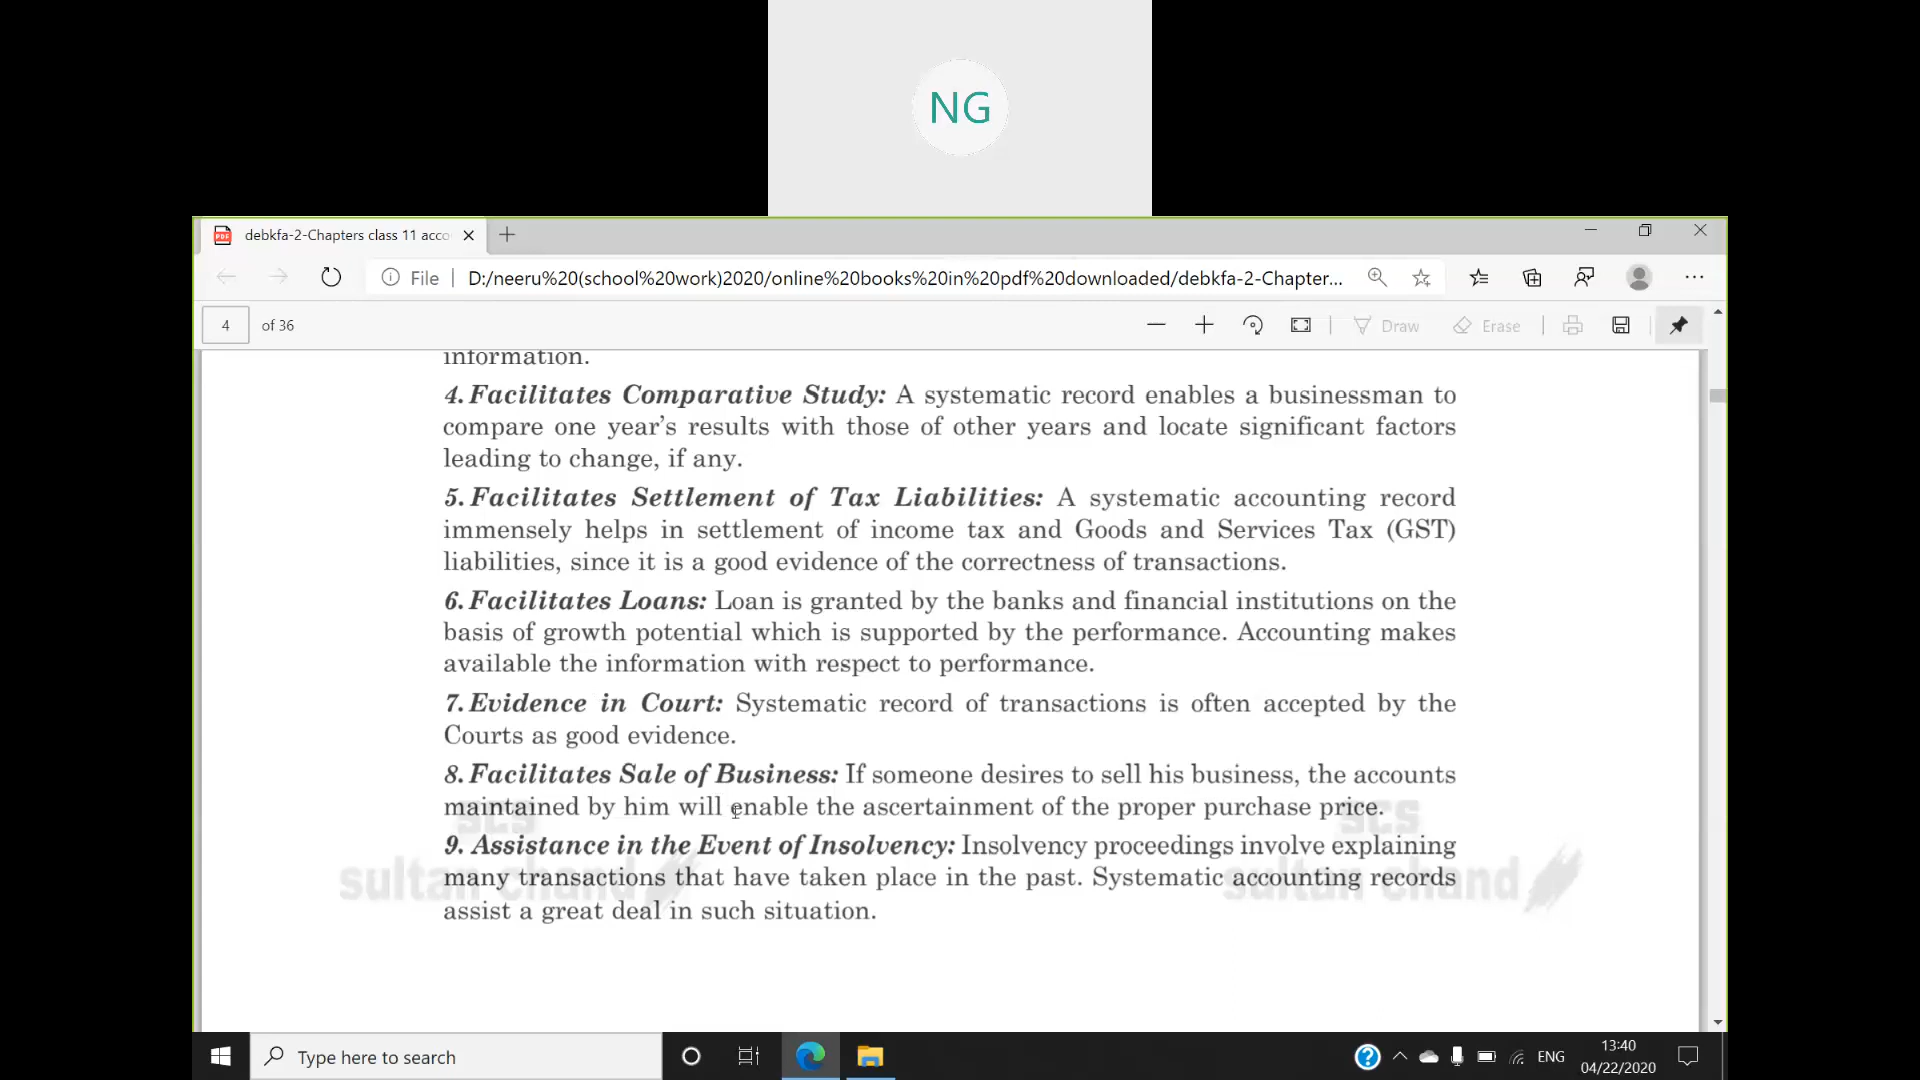 NG
debkfa-2-Chapters class 11 acco
File
D:/neeru%20(school%20work)2020/online%20books%20in%20pdf%20downloaded/debkfa-2-Chapter...
4 of 36
Draw
Erase
information.
4. Facilitates Comparative Study: A systematic record enables a businessman to
compare one year’s results with those of other years and locate significant factors
leading to change, if any.
5. Facilitates Settlement of Tax Liabilities: A systematic accounting record
immensely helps in settlement of income tax and Goods and Services Tax (GST)
liabilities, since it is a good evidence of the correctness of transactions.
6. Facilitates Loans: Loan is granted by the banks and financial institutions on the
basis of growth potential which is supported by the performance. Accounting makes
available the information with respect to performance.
7. Evidence in Court: Systematic record of transactions is often accepted by the
Courts as good evidence.
8. Facilitates Sale of Business: If someone desires to sell his business, the accounts
maintained by him will enable the ascertainment of the proper purchase price.
9. Assistance in the Event of Insolvency: Insolvency proceedings involve explaining
many transactions that have taken place in the past. Systematic accounting records
assist a great deal in such situation.
scs
sultan chand
scs
sultan chand
Type here to search
ENG
13:40
04/22/2020